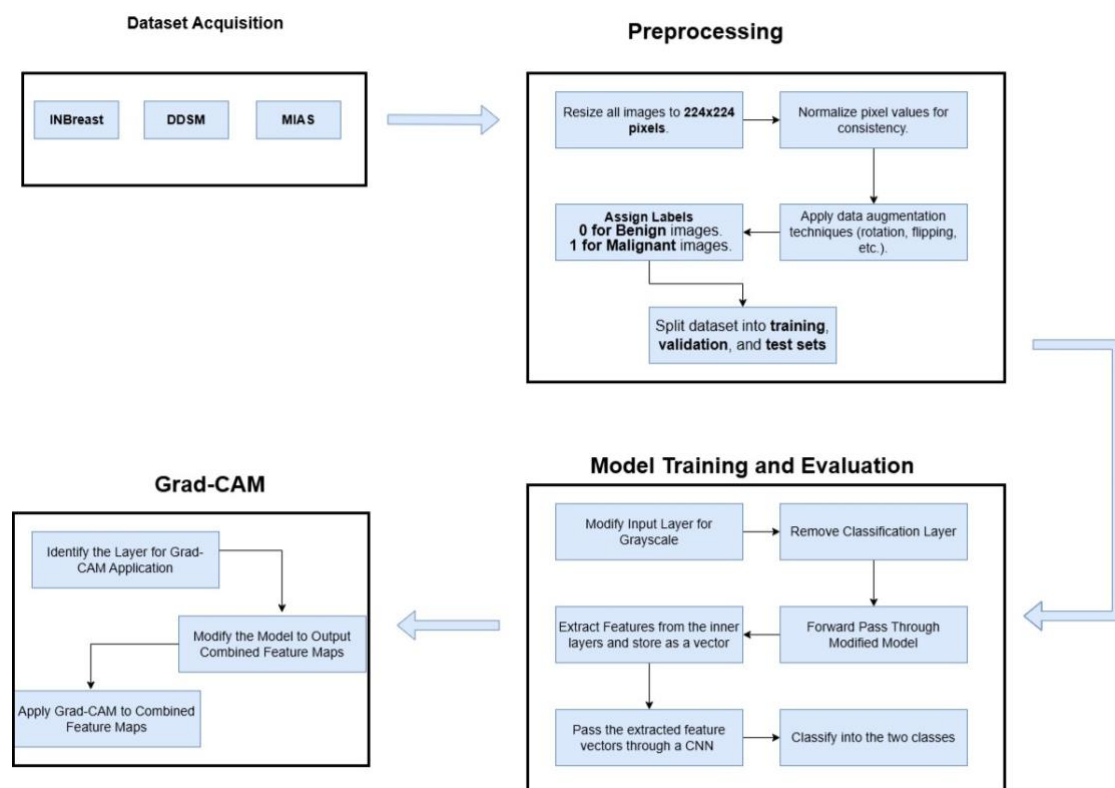 Dataset Acquisition
INBreast
DDSM
MIAS
Preprocessing
Resize all images to 224x224
pixels.
Normalize pixel values for
consistency.
Apply data augmentation
techniques (rotation, flipping,
etc.).
Assign Labels
0 for Benign images.
1 for Malignant images.
Split dataset into training,
validation, and test sets
Model Training and Evaluation
Modify Input Layer for
Grayscale
Remove Classification Layer
Forward Pass Through
Modified Model
Extract Features from the inner
layers and store as a vector
Pass the extracted feature
vectors through a CNN
Classify into the two classes
Grad-CAM
Identify the Layer for Grad-
CAM Application
Modify the Model to Output
Combined Feature Maps
Apply Grad-CAM to Combined
Feature Maps